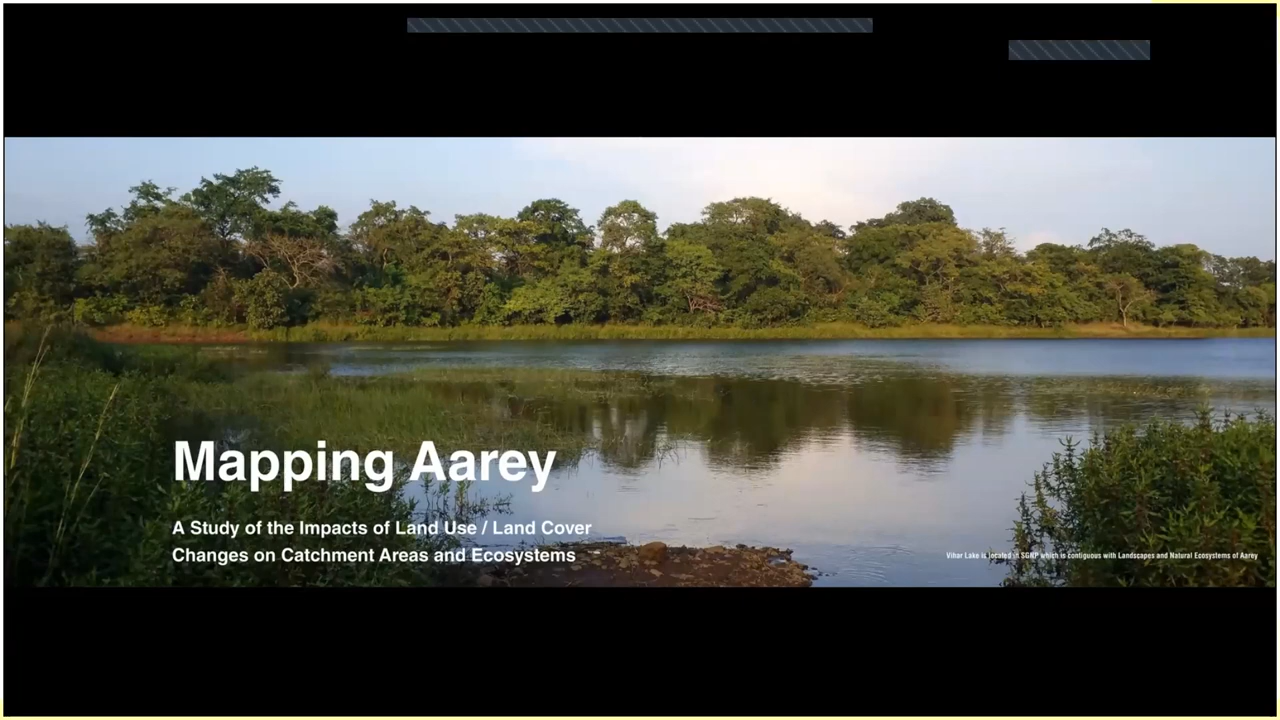 Mapping Aarey
A Study of the Impacts of Land Use / Land Cover
Changes on Catchment Areas and Ecosystems
Vihar Lake is located in SGNP which is contiguous with Landscapes and Natural Ecosystems of Aarey